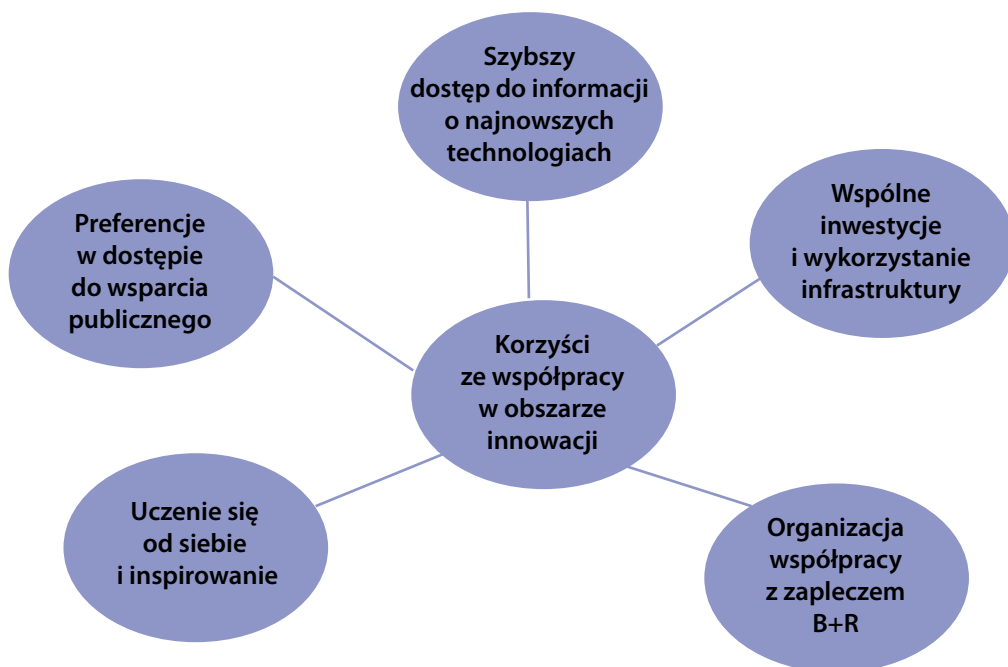 Szybszy
dostęp do informacji
o najnowszych
technologiach
Preferencje
w dostępie
do wsparcia
publicznego
Wspólne
inwestycje
i wykorzystanie
infrastruktury
Korzyści
ze współpracy
w obszarze
innowacji
Uczenie się
od siebie
i inspirowanie
Organizacja
współpracy
z zapleczem
B+R